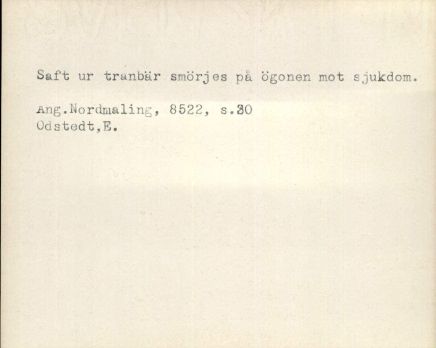 Saft ur tranbär smörjes på ögonen mot sjukdom.
Ång.Nordmaling, 8522, s.30
Odstedt,E.